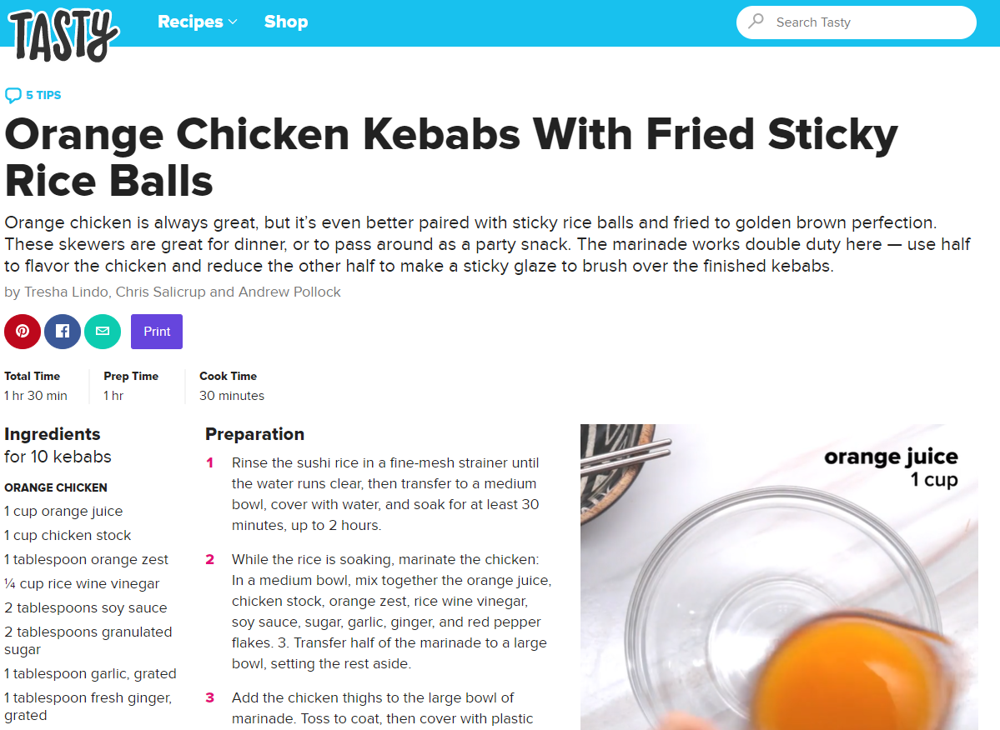 TASTY
Recipes
Shop
Search Tasty
5 TIPS
Orange Chicken Kebabs With Fried Sticky
Rice Balls
Orange chicken is always great, but it’s even better paired with sticky rice balls and fried to golden brown perfection.
These skewers are great for dinner, or to pass around as a party snack. The marinade works double duty here — use half
to flavor the chicken and reduce the other half to make a sticky glaze to brush over the finished kebabs.
by Tresha Lindo, Chris Salicrup and Andrew Pollock
Print
Total Time
1 hr 30 min
Prep Time
1 hr
Cook Time
30 minutes
Ingredients
for 10 kebabs
ORANGE CHICKEN
1 cup orange juice
1 cup chicken stock
1 tablespoon orange zest
¼ cup rice wine vinegar
2 tablespoons soy sauce
2 tablespoons granulated
sugar
1 tablespoon garlic, grated
1 tablespoon fresh ginger,
grated
Preparation
1 Rinse the sushi rice in a fine-mesh strainer until
the water runs clear, then transfer to a medium
bowl, cover with water, and soak for at least 30
minutes, up to 2 hours.
2 While the rice is soaking, marinate the chicken:
In a medium bowl, mix together the orange juice,
chicken stock, orange zest, rice wine vinegar,
soy sauce, sugar, garlic, ginger, and red pepper
flakes. 3. Transfer half of the marinade to a large
bowl, setting the rest aside.
3 Add the chicken thighs to the large bowl of
marinade. Toss to coat, then cover with plastic
orange juice
1 cup